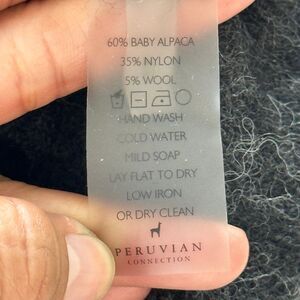 60% BABY ALPACA
35% NYLON
5% WOOL
HAND WASH
COLD WATER
MILD SOAP
LAY FLAT TO DRY
LOW IRON
OR DRY CLEAN
PERUVIAN
CONNECTION